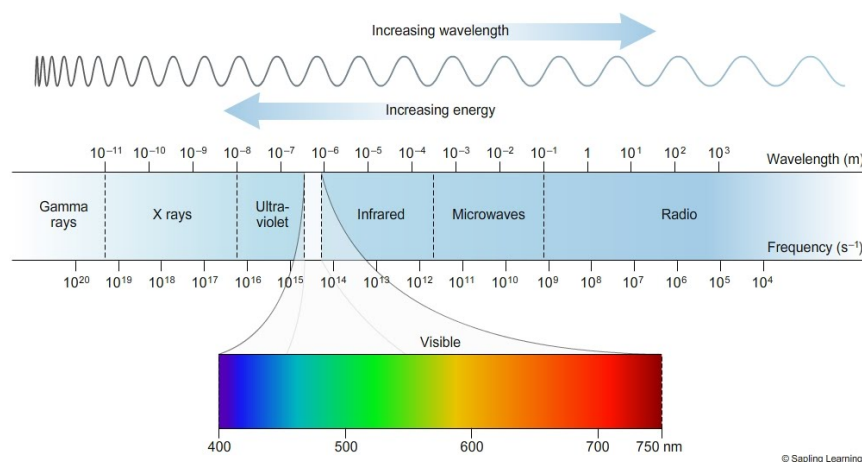 Increasing wavelength
Increasing energy
10⁻¹¹ 10⁻¹⁰ 10⁻⁹ 10⁻⁸ 10⁻⁷ 10⁻⁶ 10⁻⁵ 10⁻⁴ 10⁻³ 10⁻² 10⁻¹ 1 10¹ 10² 10³ Wavelength (m)
Gamma rays X rays Ultra-violet Infrared Microwaves Radio
Frequency (s⁻¹)
10²⁰ 10¹⁹ 10¹⁸ 10¹⁷ 10¹⁶ 10¹⁵ 10¹⁴ 10¹³ 10¹² 10¹¹ 10¹⁰ 10⁹ 10⁸ 10⁷ 10⁶ 10⁵ 10⁴
Visible
400 500 600 700 750 nm
© Sapling Learning